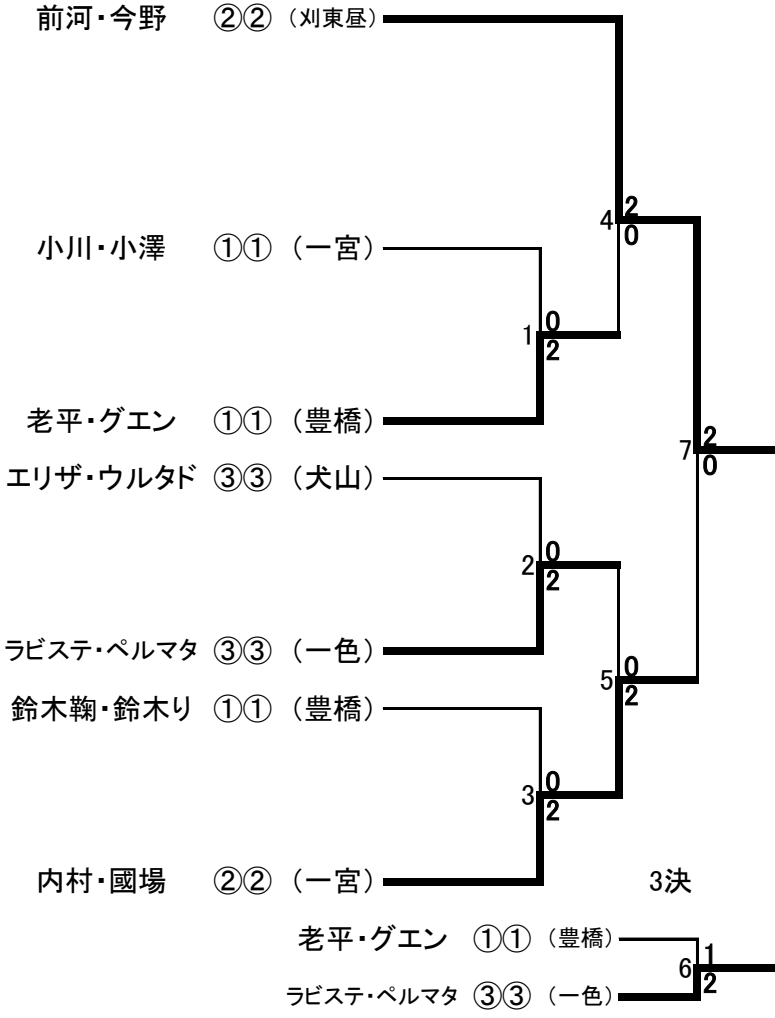 前河・今野 ②② （刈東昼）
2
4
0
小川・小澤 ①① （一宮）
0
1
2
老平・グエン ①① （豊橋）
2
7
0
エリザ・ウルタド ③③ （犬山）
0
2
2
ラビステ・ペルマタ ③③ （一色）
0
5
2
鈴木鞠・鈴木り ①① （豊橋）
0
3
2
内村・國場 ②② （一宮）
3決
老平・グエン ①① （豊橋）
1
6
2
ラビステ・ペルマタ ③③ （一色）